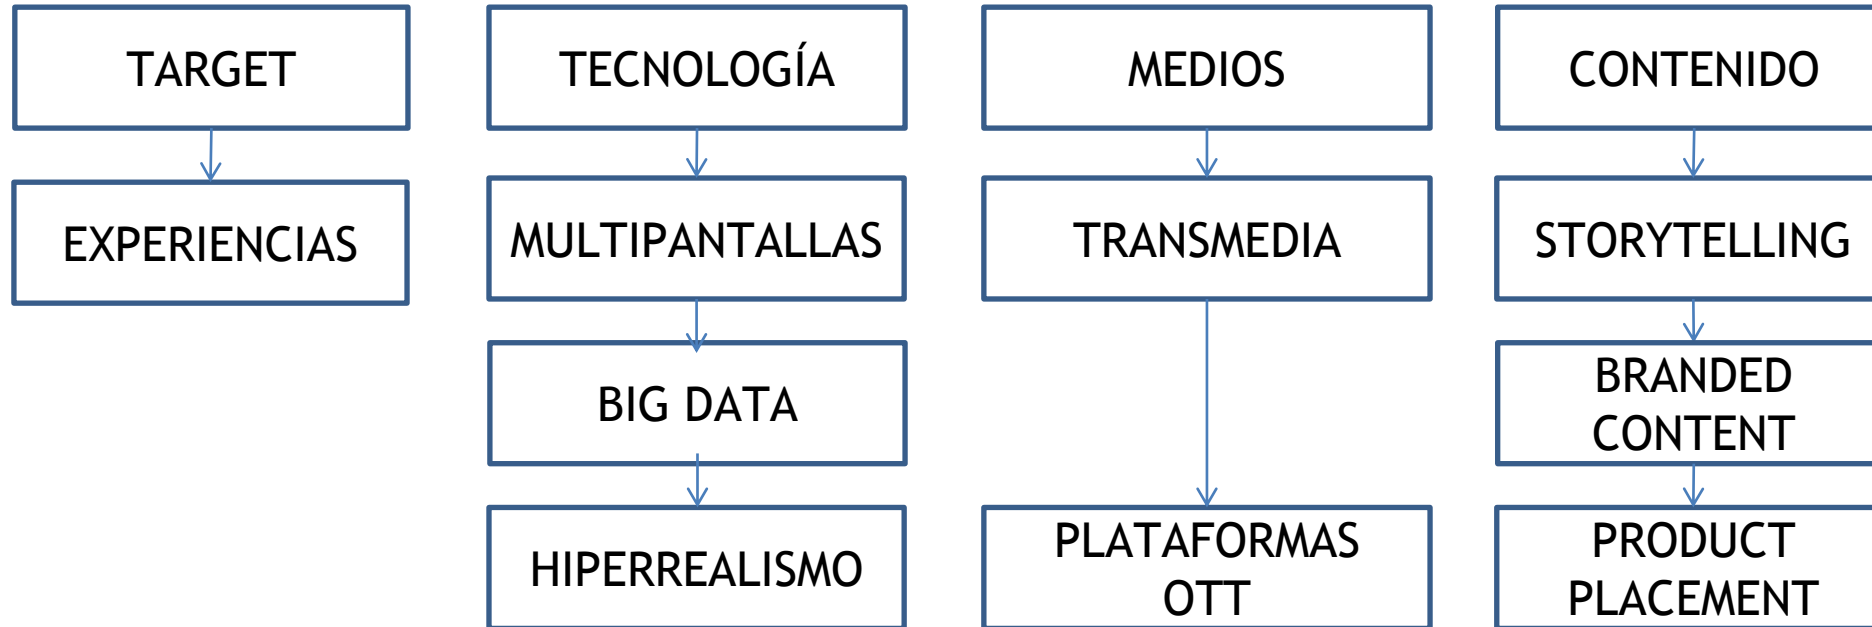 TARGET
TECNOLOGÍA
MEDIOS
CONTENIDO
EXPERIENCIAS
MULTIPANTALLAS
TRANSMEDIA
STORYTELLING
BIG DATA
BRANDED
CONTENT
HIPERREALISMO
PLATAFORMAS
OTT
PRODUCT
PLACEMENT